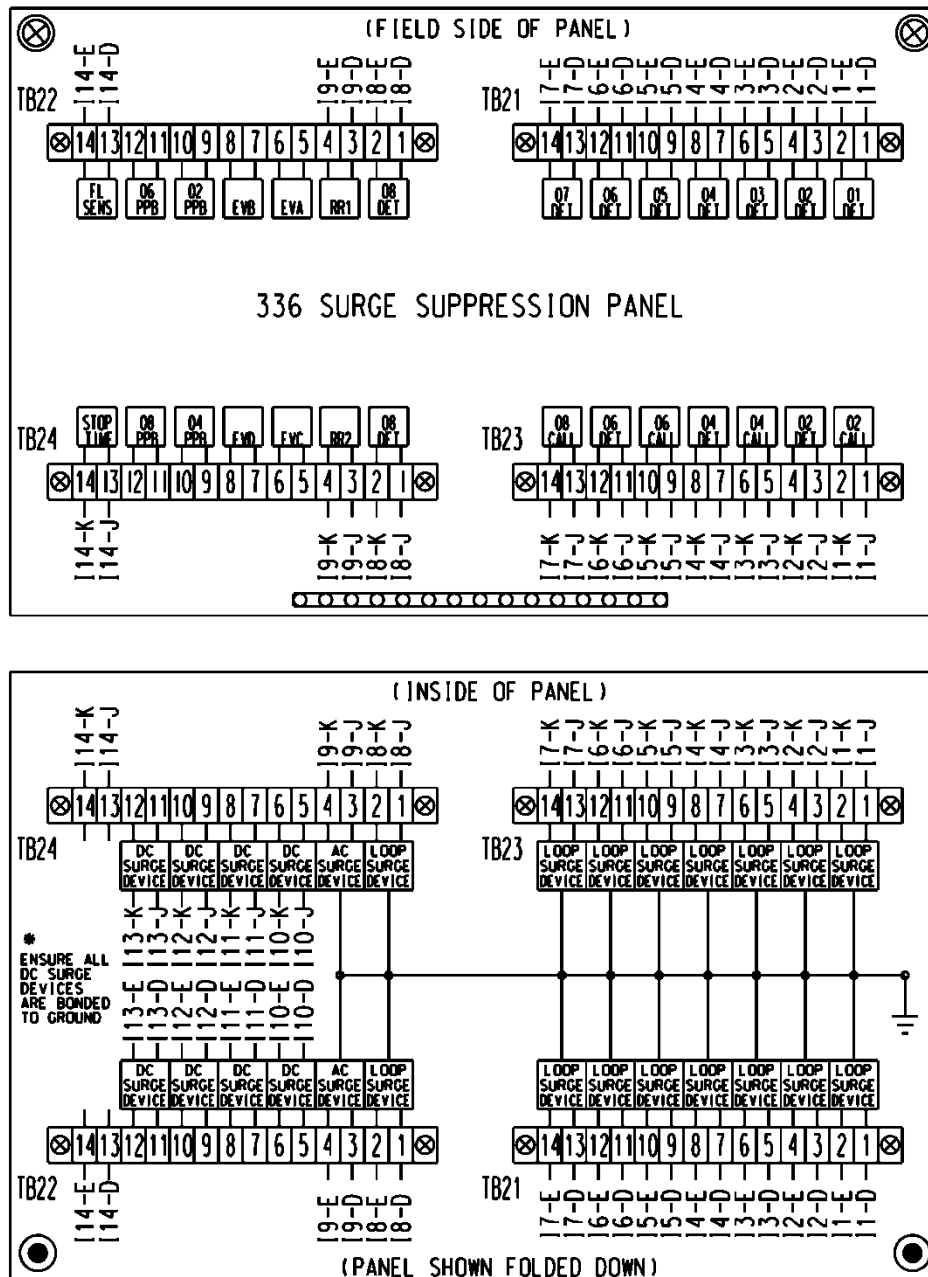 (FIELD SIDE OF PANEL)
I14-E I14-D I9-E I9-D I8-E I8-D
I7-E I7-D I6-E I6-D I5-E I5-D I4-E I4-D I3-E I3-D I2-E I2-D I1-E I1-D
TB22 TB21
14 13 12 11 10 9 8 7 6 5 4 3 2 1
14 13 12 11 10 9 8 7 6 5 4 3 2 1
FL SENS
06 PPB
02 PPB
EVB
EVA
RR1
08 DET
07 DET
06 DET
05 DET
04 DET
03 DET
02 DET
01 DET
336 SURGE SUPPRESSION PANEL
STOP TIME
08 PPB
04 PPB
EVD
EVC
RR2
08 DET
08 CALL
06 DET
06 CALL
04 DET
04 CALL
02 DET
02 CALL
TB24 TB23
14 13 12 11 10 9 8 7 6 5 4 3 2 1
14 13 12 11 10 9 8 7 6 5 4 3 2 1
I14-K I14-J I9-K I9-J I8-K I8-J
I7-K I7-J I6-K I6-J I5-K I5-J I4-K I4-J I3-K I3-J I2-K I2-J I1-K I1-J
(INSIDE OF PANEL)
I14-K I14-J I9-K I9-J I8-K I8-J
I7-K I7-J I6-K I6-J I5-K I5-J I4-K I4-J I3-K I3-J I2-K I2-J I1-K I1-J
14 13 12 11 10 9 8 7 6 5 4 3 2 1
14 13 12 11 10 9 8 7 6 5 4 3 2 1
TB24 TB23
DC SURGE DEVICE
DC SURGE DEVICE
DC SURGE DEVICE
DC SURGE DEVICE
AC SURGE DEVICE
LOOP SURGE DEVICE
LOOP SURGE DEVICE
LOOP SURGE DEVICE
LOOP SURGE DEVICE
LOOP SURGE DEVICE
LOOP SURGE DEVICE
LOOP SURGE DEVICE
LOOP SURGE DEVICE
I13-K I13-J I12-K I12-J I11-K I11-J I10-K I10-J
*
ENSURE ALL
DC SURGE
DEVICES
ARE BONDED
TO GROUND
I13-E I13-D I12-E I12-D I11-E I11-D I10-E I10-D
DC SURGE DEVICE
DC SURGE DEVICE
DC SURGE DEVICE
DC SURGE DEVICE
AC SURGE DEVICE
LOOP SURGE DEVICE
LOOP SURGE DEVICE
LOOP SURGE DEVICE
LOOP SURGE DEVICE
LOOP SURGE DEVICE
LOOP SURGE DEVICE
LOOP SURGE DEVICE
LOOP SURGE DEVICE
14 13 12 11 10 9 8 7 6 5 4 3 2 1
14 13 12 11 10 9 8 7 6 5 4 3 2 1
TB22 TB21
I14-E I14-D I9-E I9-D I8-E I8-D
I7-E I7-D I6-E I6-D I5-E I5-D I4-E I4-D I3-E I3-D I2-E I2-D I1-E I1-D
(PANEL SHOWN FOLDED DOWN)